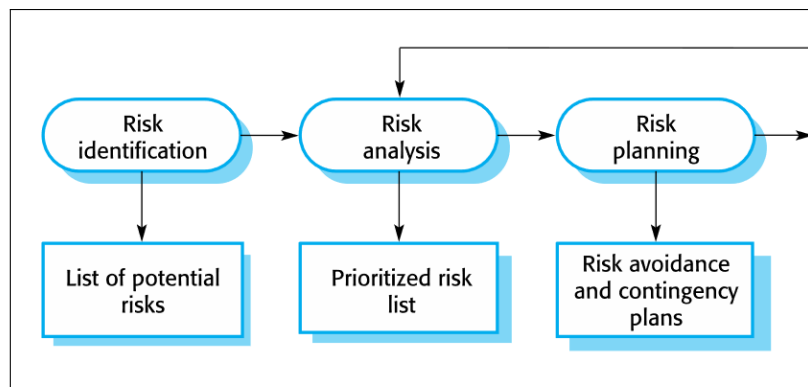 Risk
identification
Risk
analysis
Risk
planning
List of potential
risks
Prioritized risk
list
Risk avoidance
and contingency
plans